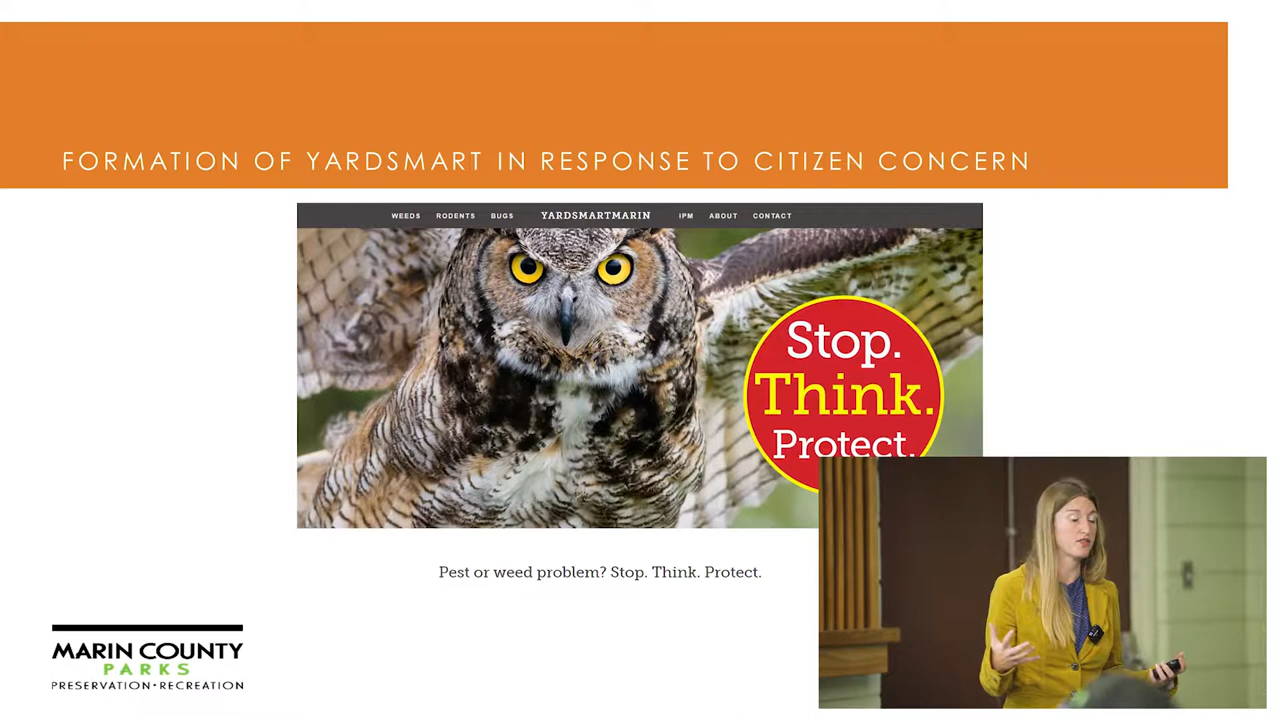 FORMATION OF YARDSMART IN RESPONSE TO CITIZEN CONCERN
WEEDS RODENTS BUGS YARDSMARTMARIN IPM ABOUT CONTACT
Stop.
Think.
Protect.
Pest or weed problem? Stop. Think. Protect.
MARIN COUNTY
PARKS
PRESERVATION•RECREATION